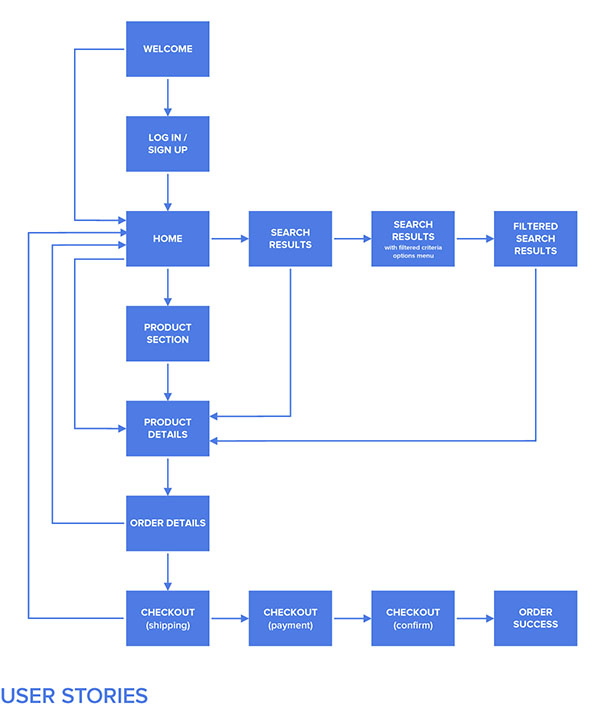 WELCOME
LOG IN /
SIGN UP
HOME
SEARCH
RESULTS
SEARCH
RESULTS
with filtered criteria
options menu
FILTERED
SEARCH
RESULTS
PRODUCT
SECTION
PRODUCT
DETAILS
ORDER DETAILS
CHECKOUT
(shipping)
CHECKOUT
(payment)
CHECKOUT
(confirm)
ORDER
SUCCESS
USER STORIES